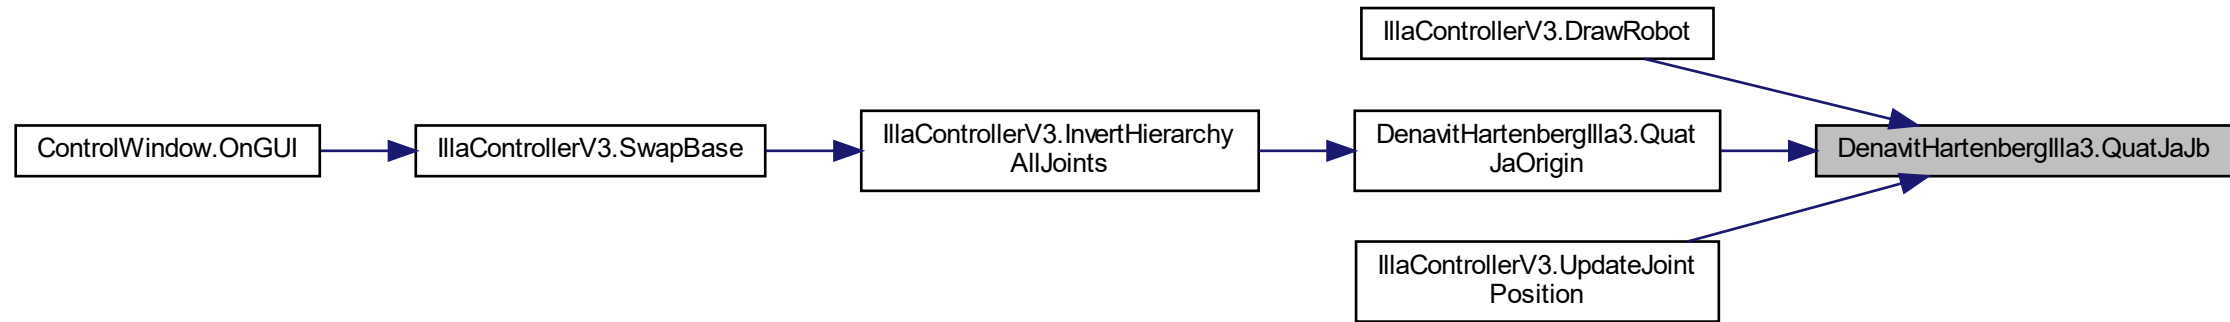 IllaControllerV3.DrawRobot
ControlWindow.OnGUI
IllaControllerV3.SwapBase
IllaControllerV3.InvertHierarchy
AllJoints
DenavitHartenbergIlla3.Quat
JaOrigin
DenavitHartenbergIlla3.QuatJaJb
IllaControllerV3.UpdateJoint
Position